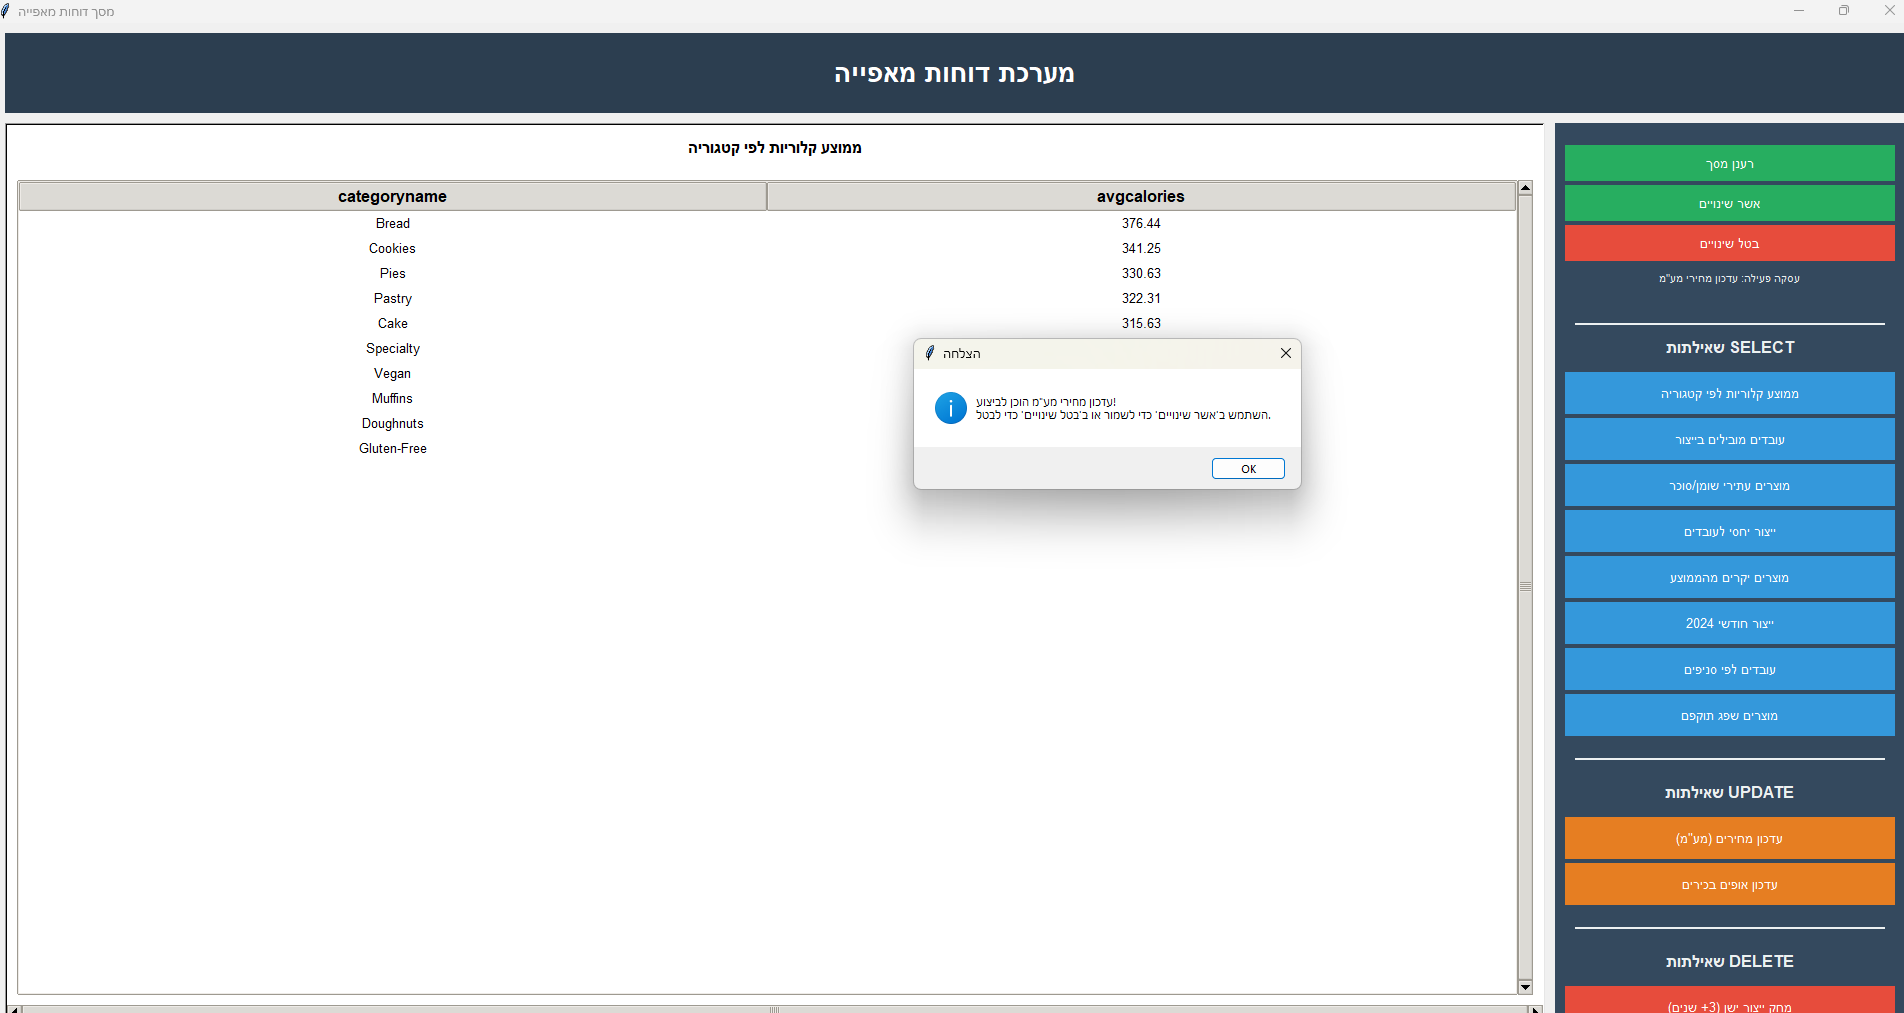 מסך דוחות מאפייה
מערכת דוחות מאפייה
ממוצע קלוריות לפי קטגוריה
categoryname avgcalories
Bread 376.44
Cookies 341.25
Pies 330.63
Pastry 322.31
Cake 315.63
Specialty
Vegan
Muffins
Doughnuts
Gluten-Free
הצלחה
עדכון מחירי מע"מ הוכן לביצוע!
השתמש ב'אשר שינויים' כדי לשמור או ב'בטל שינויים' כדי לבטל.
OK
רענן מסך
אשר שינויים
בטל שינויים
עסקה פעילה: עדכון מחירי מע"מ
שאילתות SELECT
ממוצע קלוריות לפי קטגוריה
עובדים מובילים בייצור
מוצרים עתירי שומן/סוכר
ייצור יחסי לעובדים
מוצרים יקרים מהממוצע
ייצור חודשי 2024
עובדים לפי סניפים
מוצרים שפג תוקפם
שאילתות UPDATE
עדכון מחירים (מע"מ)
עדכון אופים בכירים
שאילתות DELETE
מחק ייצור ישן (3+ שנים)